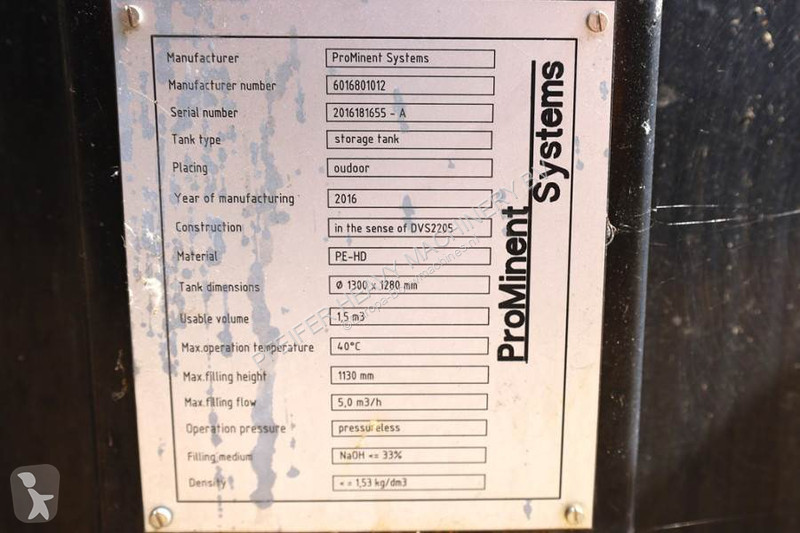 Manufacturer ProMinent Systems
Manufacturer number 6016801012
Serial number 2016181655 - A
Tank type storage tank
Placing oudoor
Year of manufacturing 2016
Construction in the sense of DVS2205
Material PE-HD
Tank dimensions Ø 1300 x 1280 mm
Usable volume 1,5 m3
Max.operation temperature 40°C
Max.filling height 1130 mm
Max.filling flow 5,0 m3/h
Operation pressure pressureless
Filling medium NaOH <= 33%
Density <= 1,53 kg/dm3
ProMinent
Systems
PFEIFER HEAVY MACHINERY